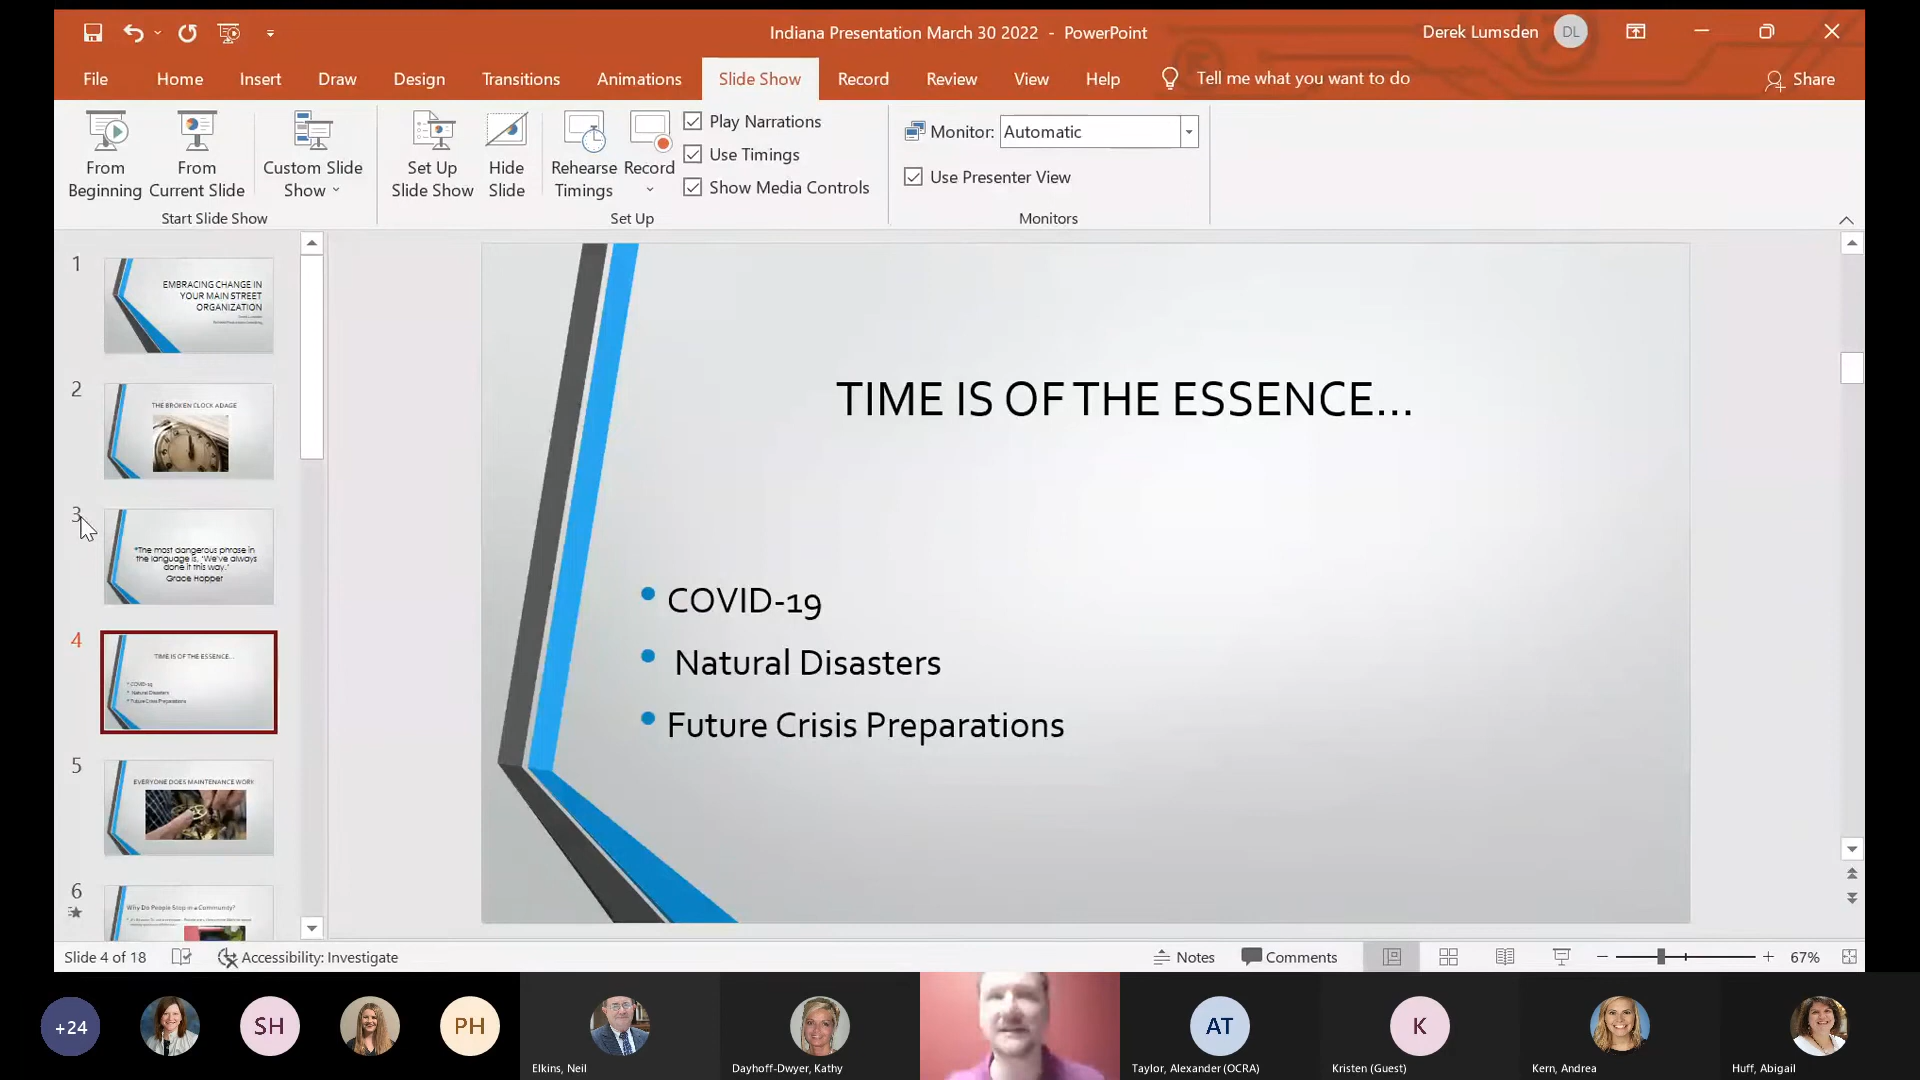 Indiana Presentation March 30 2022 - PowerPoint
Derek Lumsden
DL
File
Home
Insert
Draw
Design
Transitions
Animations
Slide Show
Record
Review
View
Help
Tell me what you want to do
Share
From Beginning
From Current Slide
Custom Slide Show
Set Up Slide Show
Hide Slide
Rehearse Timings
Record
Play Narrations
Use Timings
Show Media Controls
Monitor: Automatic
Use Presenter View
Start Slide Show
Set Up
Monitors
1
EMBRACING CHANGE IN
YOUR MAIN STREET
ORGANIZATION
2
THE BROKEN CLOCK ADAGE
3
"The most dangerous phrase in
the language is, 'We've always
done it this way.'
Grace Hopper
4
TIME IS OF THE ESSENCE...
COVID-19
Natural Disasters
Future Crisis Preparations
5
EVERYONE DOES MAINTENANCE WORK
6
Why Do People Stop in a Community?
TIME IS OF THE ESSENCE...
COVID-19
Natural Disasters
Future Crisis Preparations
Slide 4 of 18
Accessibility: Investigate
Notes
Comments
67%
+24
SH
PH
Elkins, Neil
Dayhoff-Dwyer, Kathy
AT
Taylor, Alexander (OCRA)
K
Kristen (Guest)
Kern, Andrea
Huff, Abigail